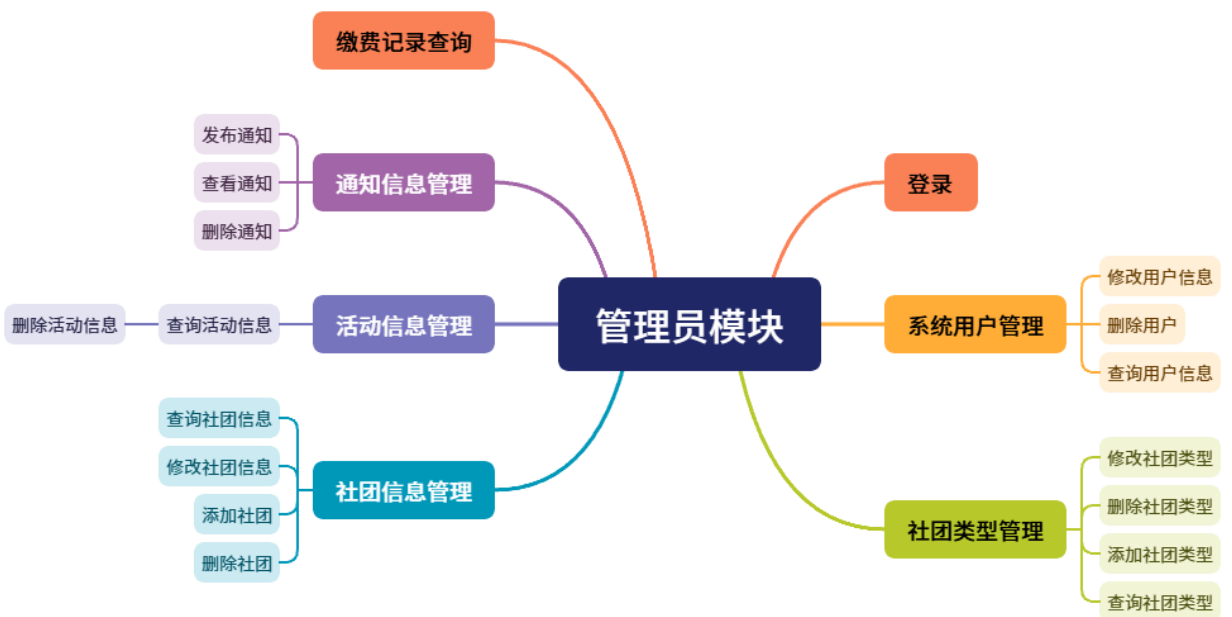 缴费记录查询
发布通知
查看通知
删除通知
通知信息管理
登录
管理员模块
修改用户信息
删除用户
查询用户信息
系统用户管理
删除活动信息
查询活动信息
活动信息管理
查询社团信息
修改社团信息
添加社团
删除社团
社团信息管理
社团类型管理
修改社团类型
删除社团类型
添加社团类型
查询社团类型